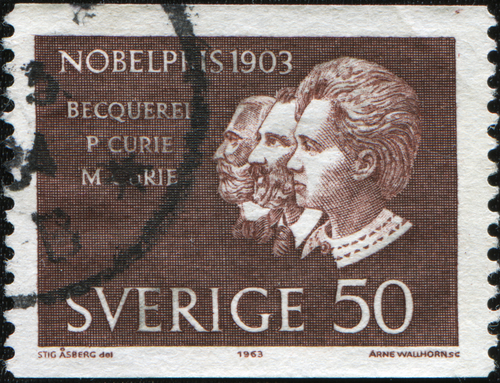 NOBELPRIS 1903
BECQUEREL
P CURIE
M CURIE
SVERIGE 50
STIG ÅSBERG del 1963 ARNE WALLHORN SC